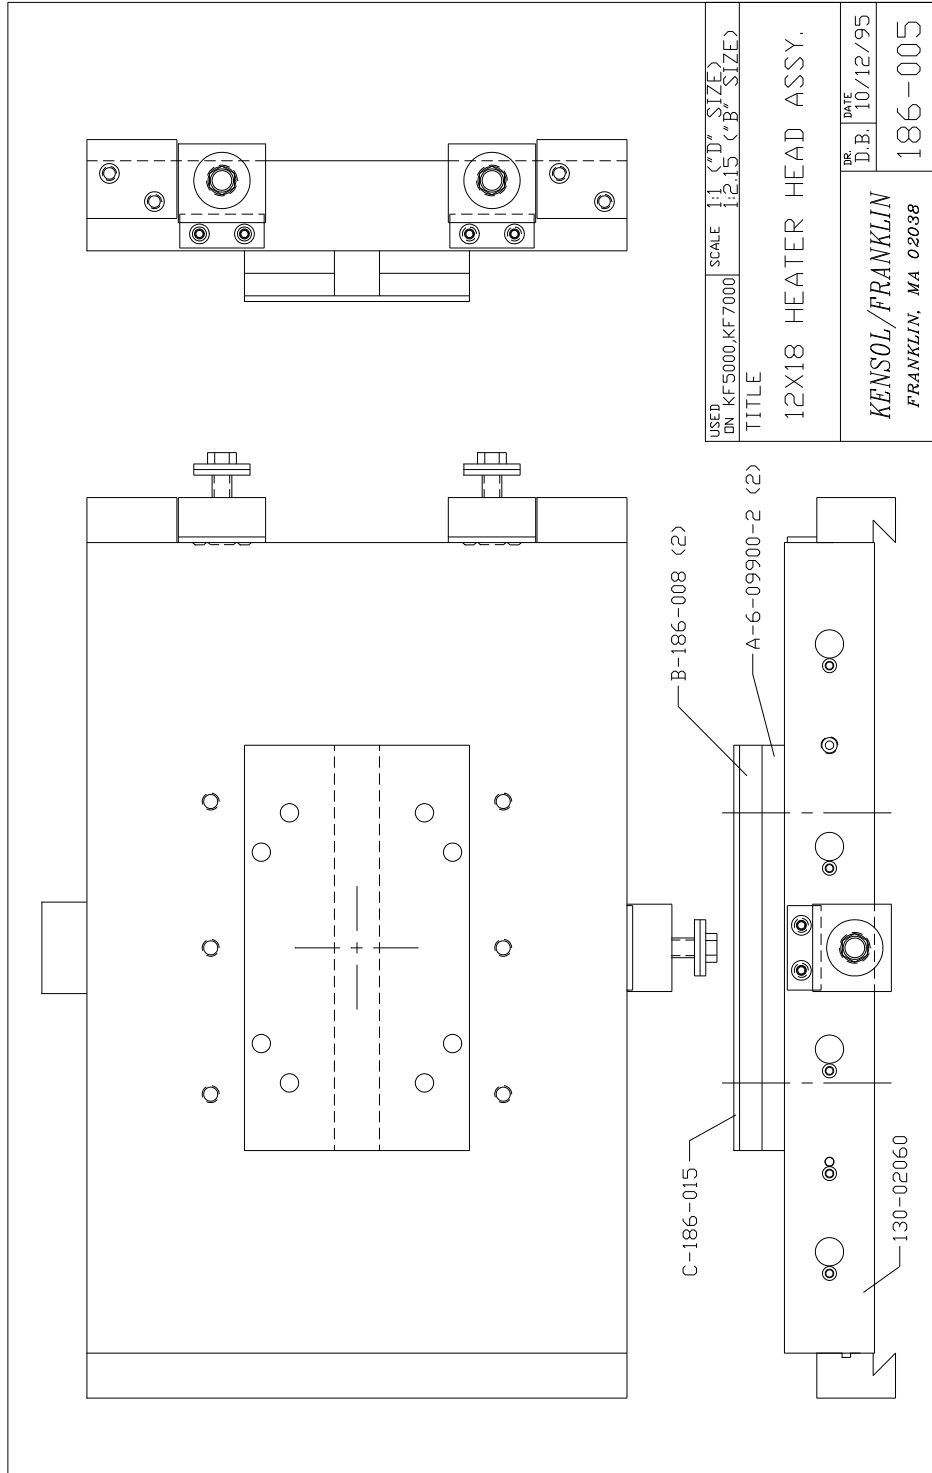 C-186-015
B-186-008 (2)
A-6-09900-2 (2)
130-02060
USED
ON KF5000,KF7000
SCALE 1:1 ("D" SIZE)
1:2.15 ("B" SIZE)
TITLE
12X18 HEATER HEAD ASSY.
KENSOL/FRANKLIN
FRANKLIN, MA 02038
DR.
D.B.
DATE
10/12/95
186-005